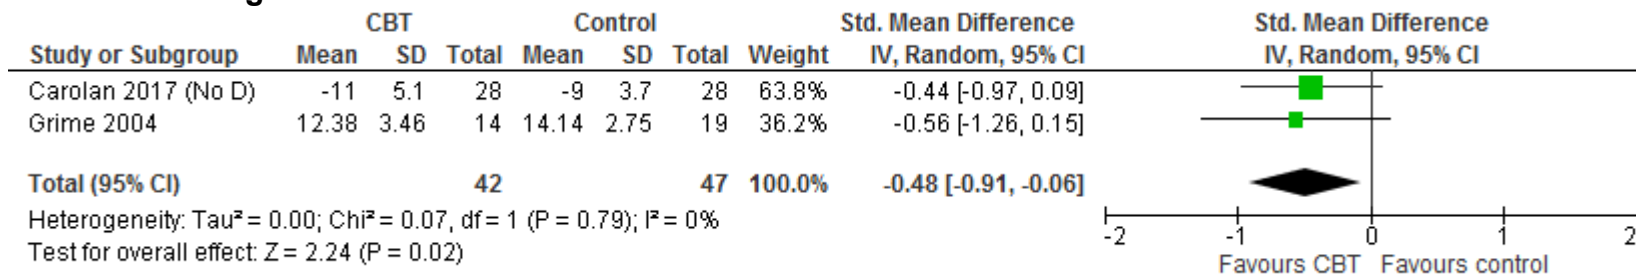 CBT Control Std. Mean Difference Std. Mean Difference
Study or Subgroup Mean SD Total Mean SD Total Weight IV, Random, 95% CI IV, Random, 95% CI
Carolan 2017 (No D) -11 5.1 28 -9 3.7 28 63.8% -0.44 [-0.97, 0.09]
Grime 2004 12.38 3.46 14 14.14 2.75 19 36.2% -0.56 [-1.26, 0.15]
Total (95% CI) 42 47 100.0% -0.48 [-0.91, -0.06]
Heterogeneity: Tau² = 0.00; Chi² = 0.07, df = 1 (P = 0.79); I² = 0%
Test for overall effect: Z = 2.24 (P = 0.02)
-2 -1 0 1 2
Favours CBT Favours control